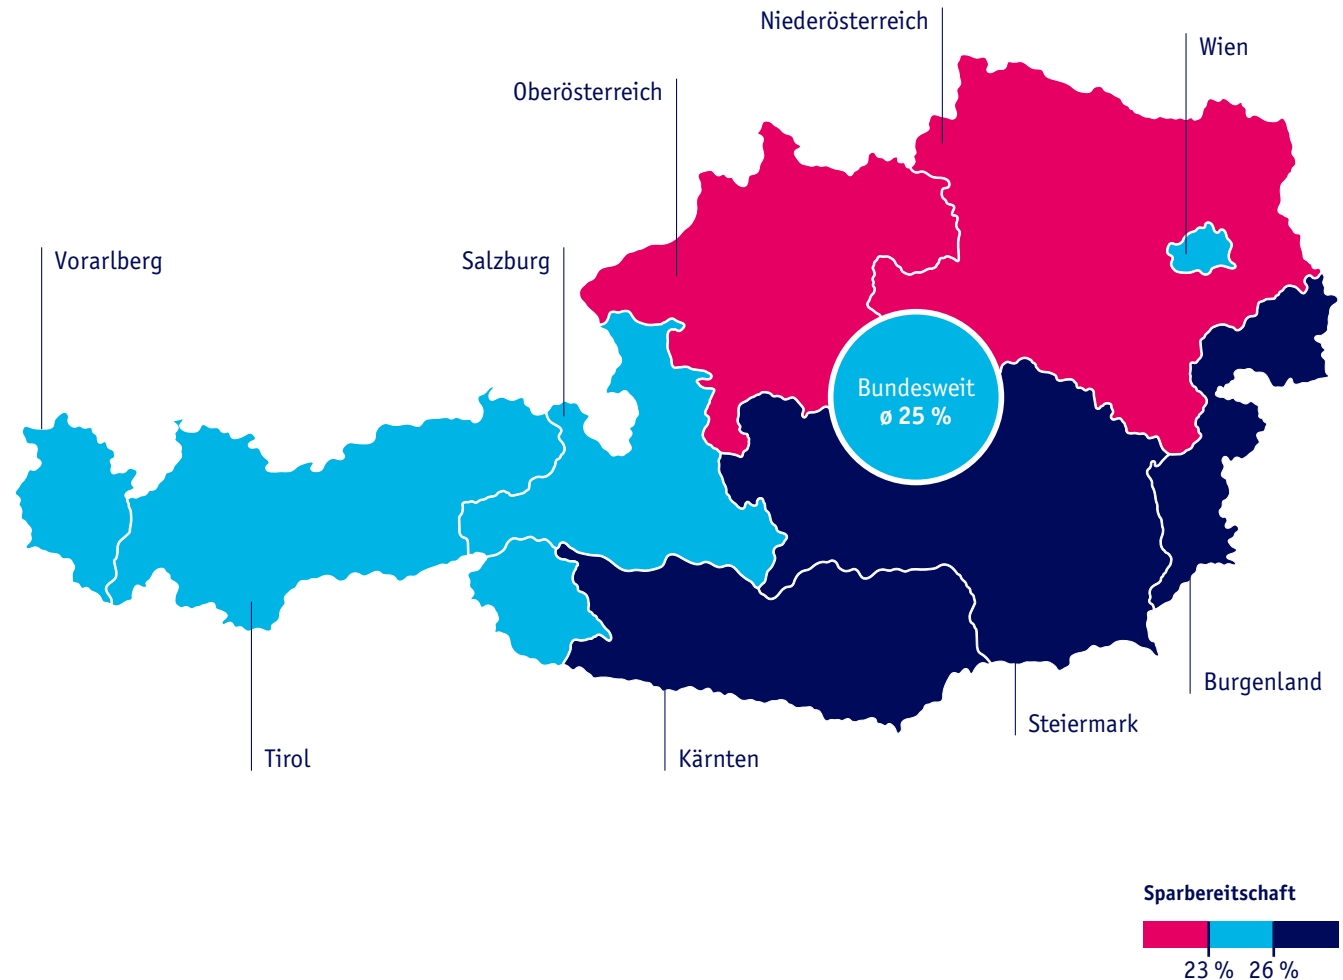 Niederösterreich
Wien
Oberösterreich
Vorarlberg
Salzburg
Bundesweit
ø 25 %
Burgenland
Steiermark
Tirol
Kärnten
Sparbereitschaft
23 % 26 %